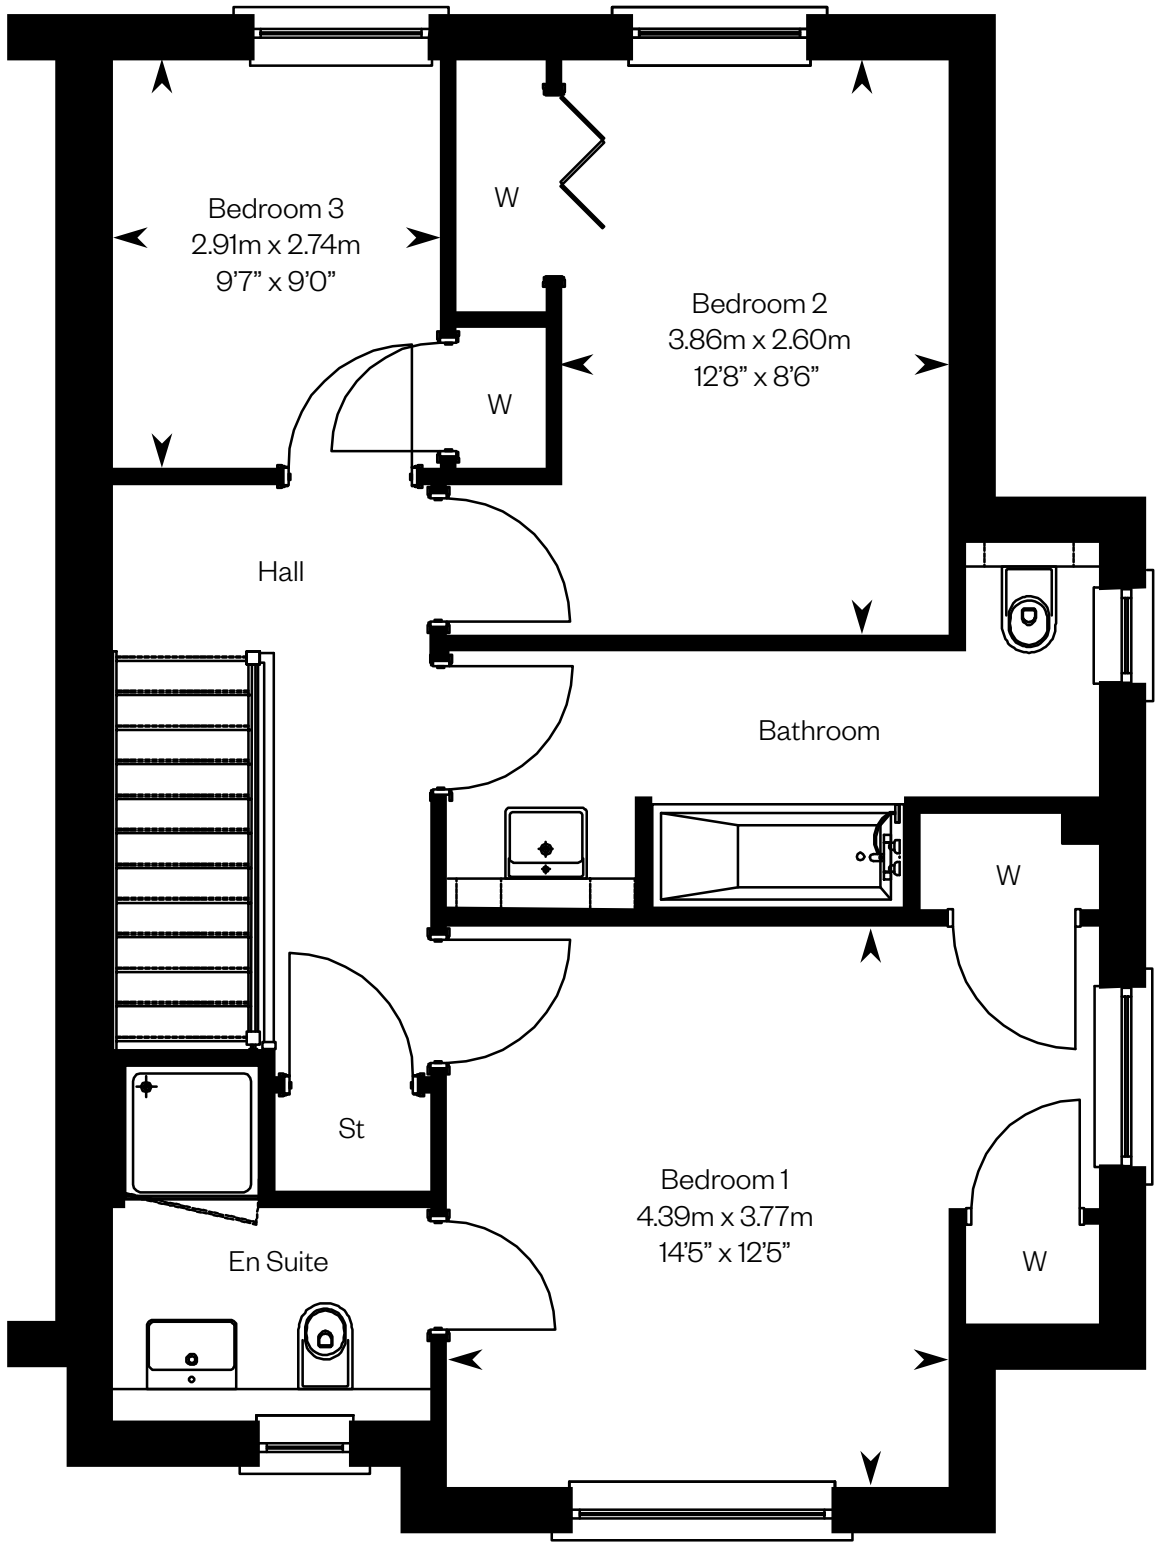 Bedroom 3
2.91m x 2.74m
9’7” x 9’0”
W
Bedroom 2
3.86m x 2.60m
12’8” x 8’6”
W
Hall
Bathroom
W
St
Bedroom 1
4.39m x 3.77m
14’5” x 12’5”
En Suite
W